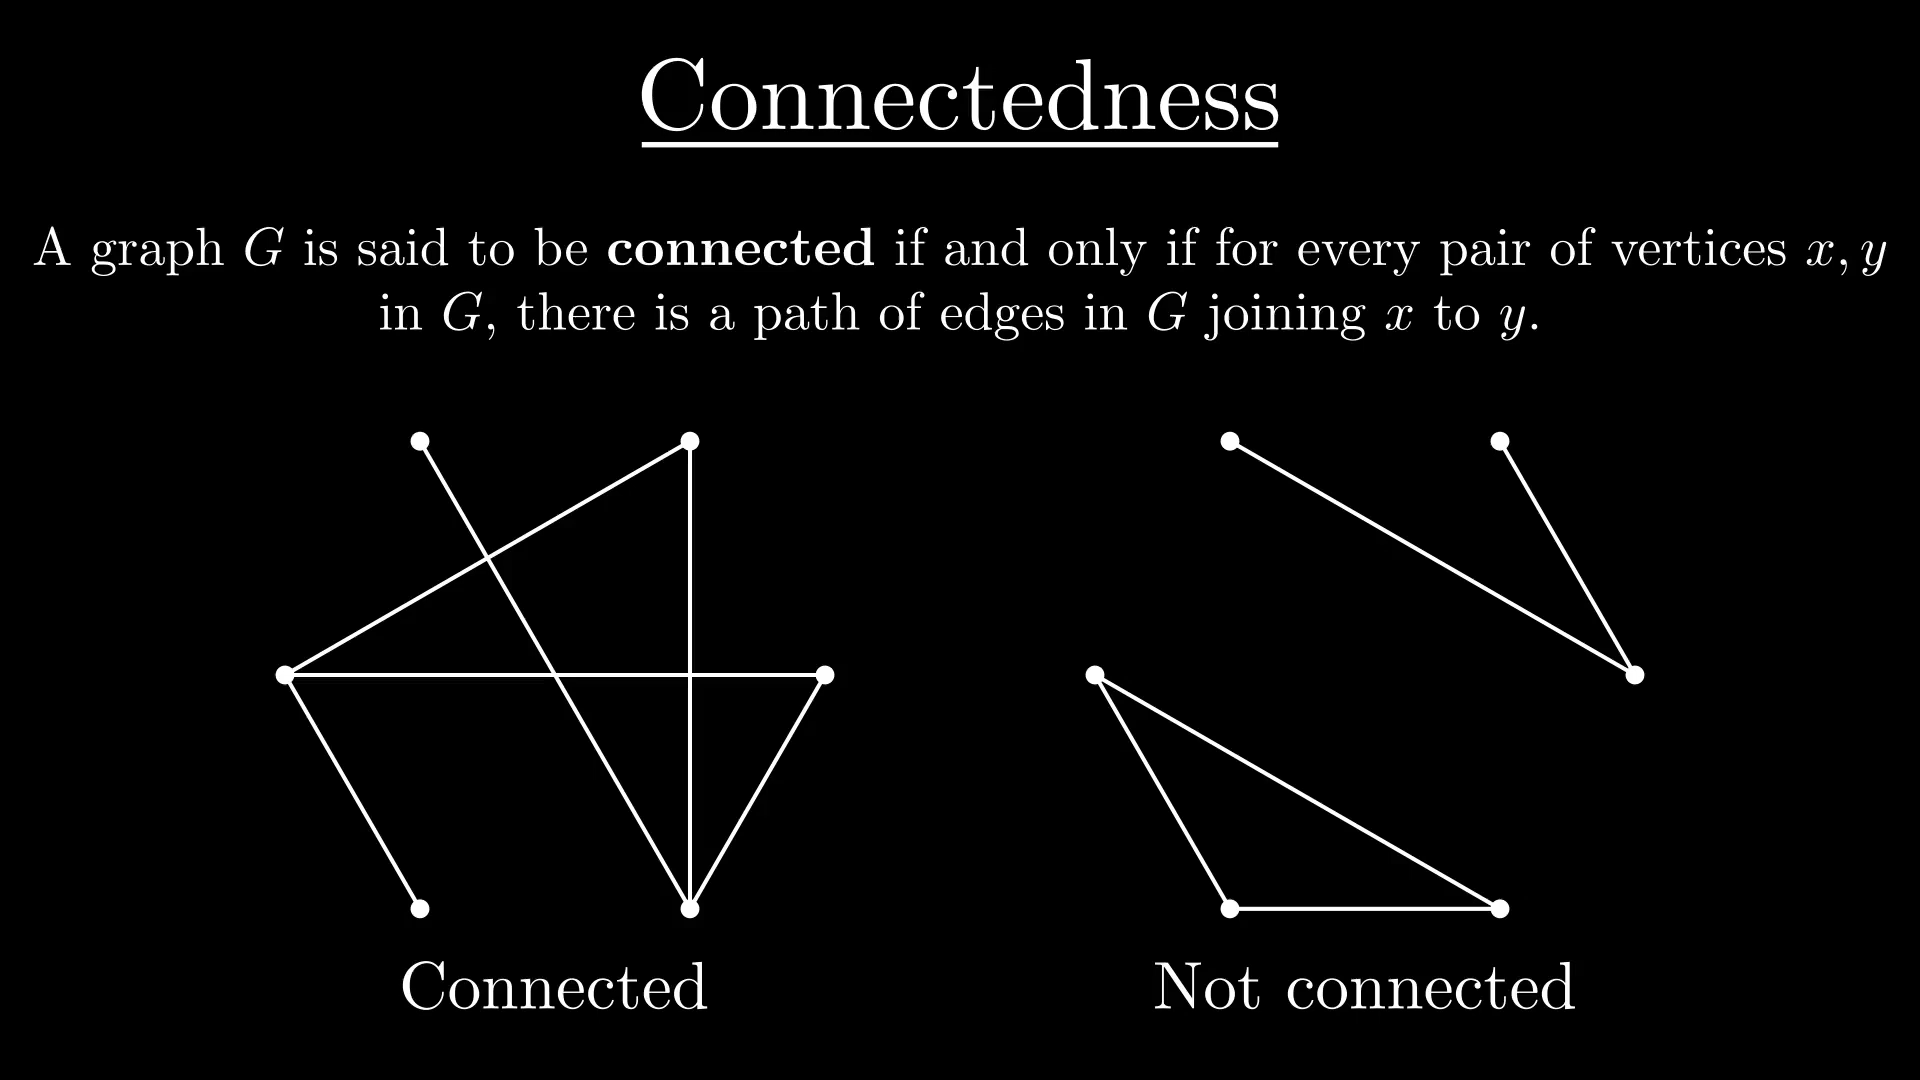 Connectedness
A graph G is said to be connected if and only if for every pair of vertices x, y
in G, there is a path of edges in G joining x to y.
Connected
Not connected